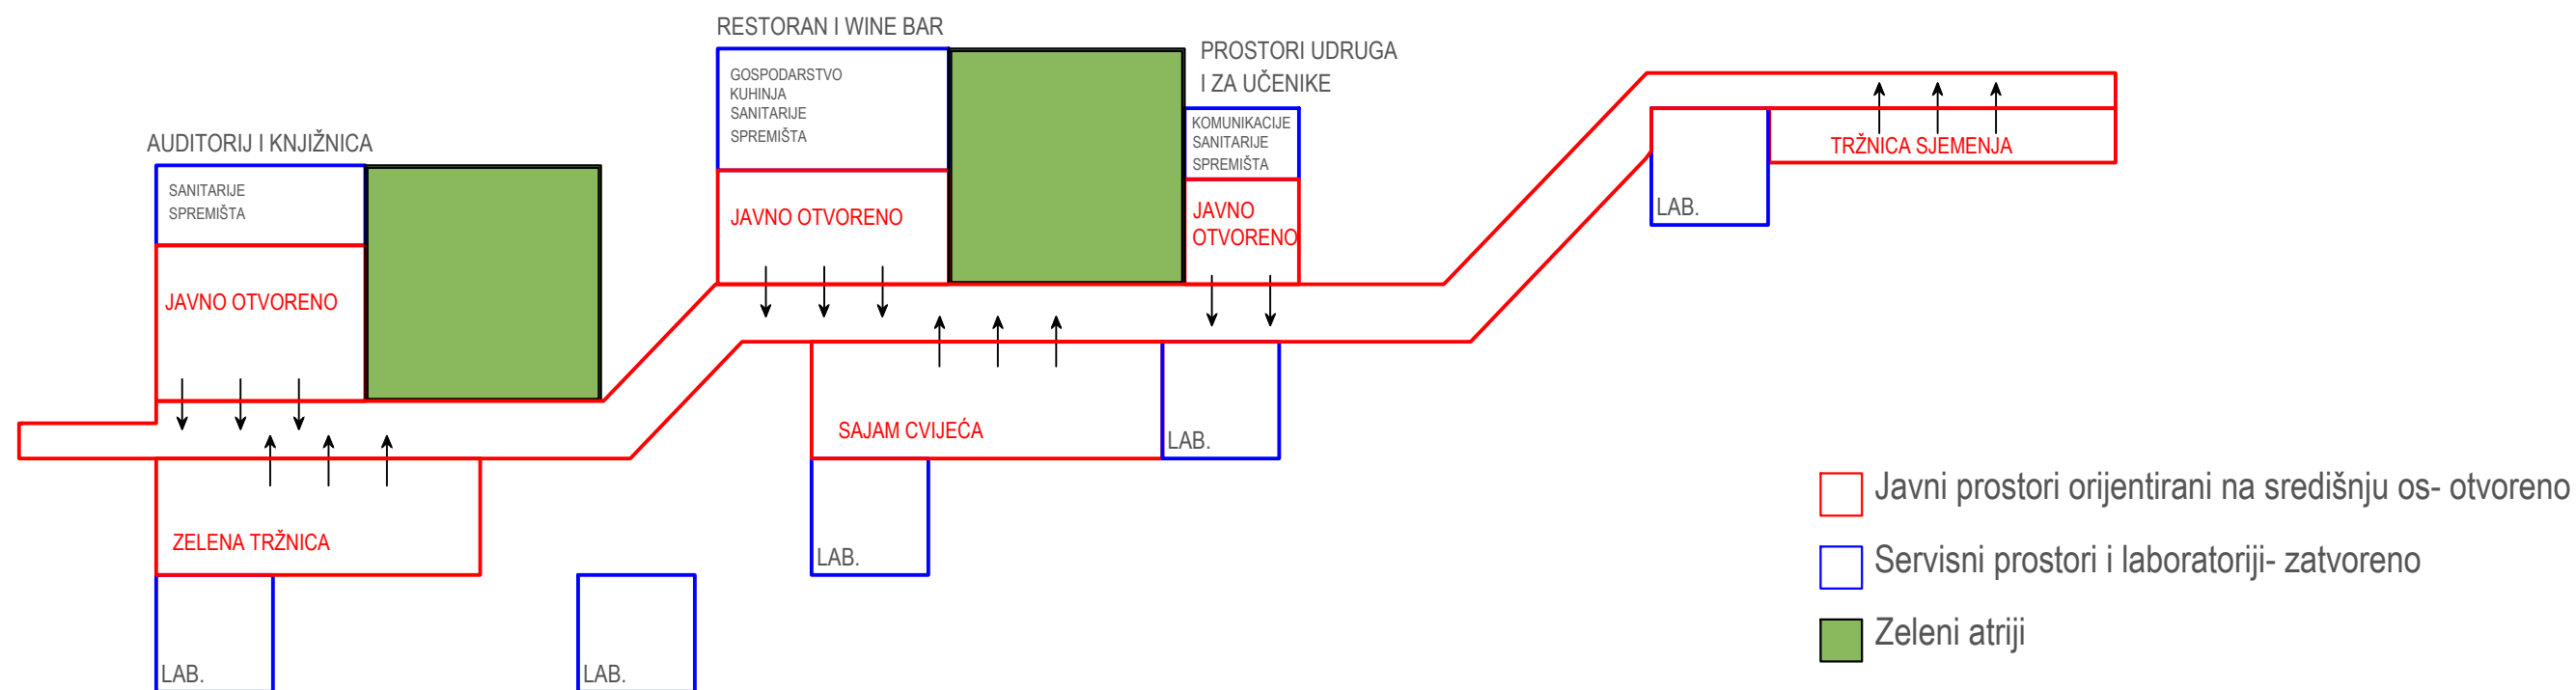 RESTORAN I WINE BAR
GOSPODARSTVO
KUHINJA
SANITARIJE
SPREMIŠTA
PROSTORI UDRUGA
I ZA UČENIKE
KOMUNIKACIJE
SANITARIJE
SPREMIŠTA
AUDITORIJ I KNJIŽNICA
SANITARIJE
SPREMIŠTA
JAVNO OTVORENO
JAVNO OTVORENO
JAVNO
OTVORENO
TRŽNICA SJEMENJA
LAB.
SAJAM CVIJEĆA
LAB.
ZELENA TRŽNICA
LAB.
LAB.
LAB.
Javni prostori orijentirani na središnju os- otvoreno
Servisni prostori i laboratoriji- zatvoreno
Zeleni atriji